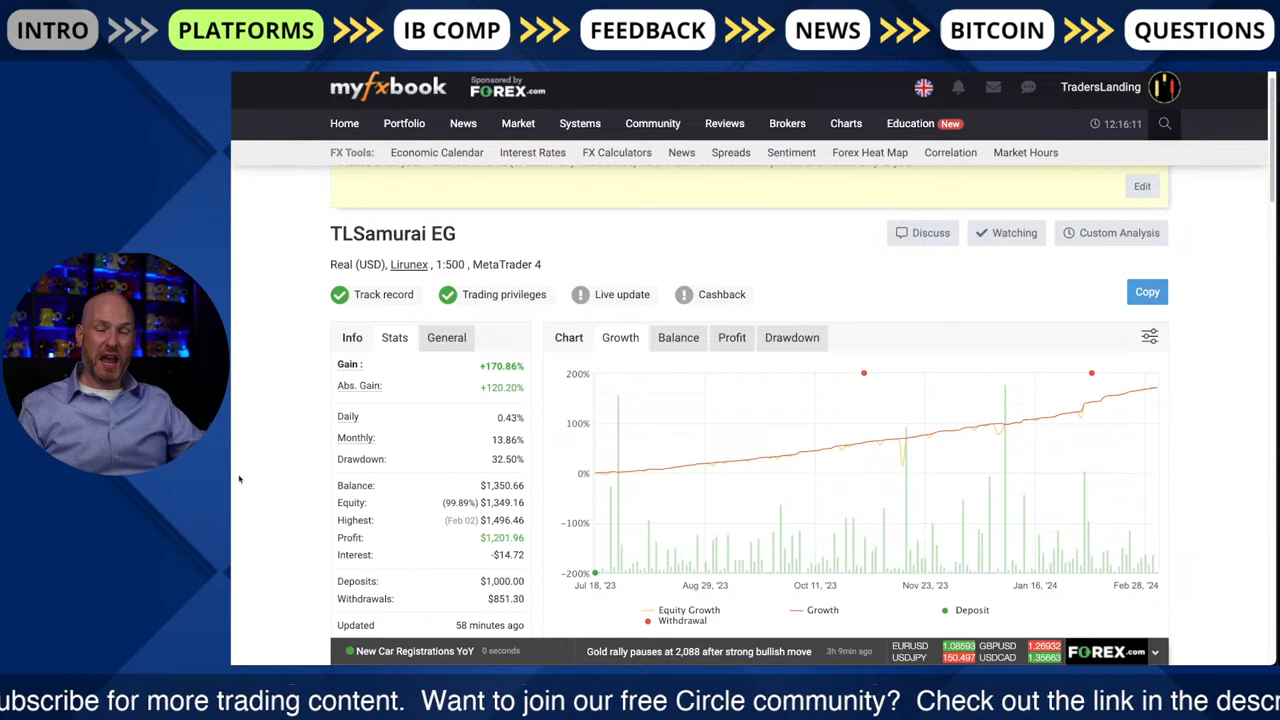 INTRO PLATFORMS IB COMP FEEDBACK NEWS BITCOIN QUESTIONS
myfxbook Sponsored by FOREX.com TradersLanding
Home Portfolio News Market Systems Community Reviews Brokers Charts Education New 12:16:11
FX Tools: Economic Calendar Interest Rates FX Calculators News Spreads Sentiment Forex Heat Map Correlation Market Hours
Edit
TLSamurai EG Discuss Watching Custom Analysis
Real (USD), Lirunex , 1:500 , MetaTrader 4
Track record Trading privileges Live update Cashback Copy
Info Stats General Chart Growth Balance Profit Drawdown
Gain : +170.86%
Abs. Gain: +120.20%
Daily 0.43%
Monthly: 13.86%
Drawdown: 32.50%
Balance: $1,350.66
Equity: (99.89%) $1,349.16
Highest: (Feb 02) $1,496.46
Profit: $1,201.96
Interest: -$14.72
Deposits: $1,000.00
Withdrawals: $851.30
Updated 58 minutes ago
200%
100%
0%
-100%
-200%
Jul 18, '23 Aug 29, '23 Oct 11, '23 Nov 23, '23 Jan 16, '24 Feb 28, '24
Equity Growth Growth Deposit
Withdrawal
New Car Registrations YoY 0 seconds Gold rally pauses at 2,088 after strong bullish move 3h 9min ago
EURUSD 1.08593 GPBUSD 1.26932 FOREX.com
USDJPY 150.497 USDCAD 1.35663
ubscribe for more trading content. Want to join our free Circle community? Check out the link in the descr